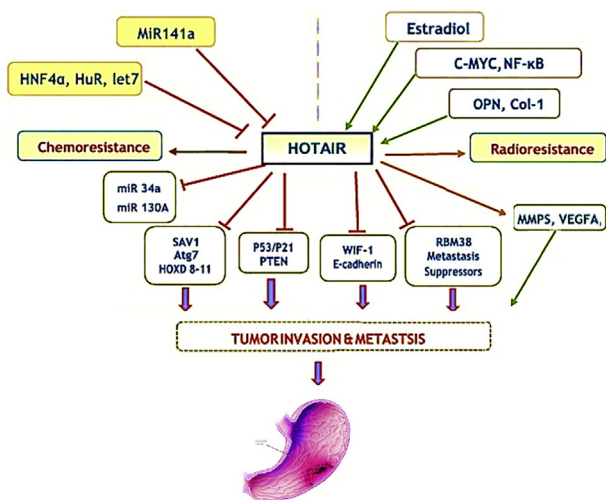 MiR141a
Estradiol
HNF4α, HuR, let7
C-MYC,NF-κB
OPN, Col-1
Chemoresistance
HOTAIR
Radioresistance
miR 34a
miR 130A
MMPS, VEGFA,
SAV1
Atg7
HOXD 8-11
P53/P21
PTEN
WIF-1
E-cadherin
RBM38
Metastasis
Suppressors
TUMOR INVASION & METASTSIS